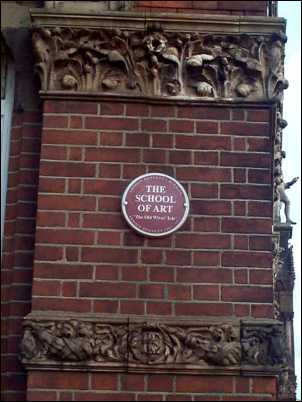 THE
SCHOOL
OF ART
"The Old Wives' Tale"